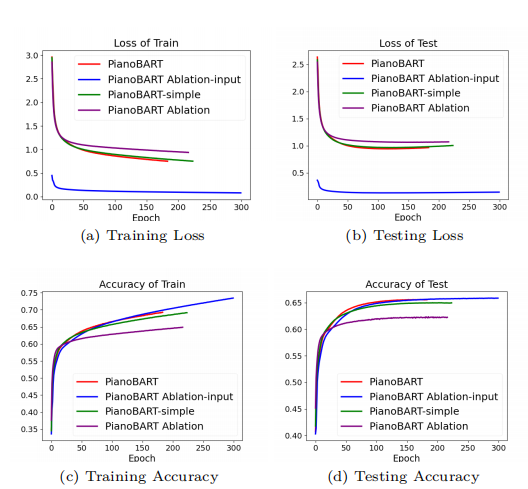 Loss of Train
3.0
2.5
2.0
1.5
1.0
0.5
0.0
PianoBART
PianoBART Ablation-input
PianoBART-simple
PianoBART Ablation
0 50 100 150 200 250 300
Epoch
(a) Training Loss
Loss of Test
2.5
2.0
1.5
1.0
0.5
PianoBART
PianoBART Ablation-input
PianoBART-simple
PianoBART Ablation
0 50 100 150 200 250 300
Epoch
(b) Testing Loss
Accuracy of Train
0.75
0.70
0.65
0.60
0.55
0.50
0.45
0.40
0.35
PianoBART
PianoBART Ablation-input
PianoBART-simple
PianoBART Ablation
0 50 100 150 200 250 300
Epoch
(c) Training Accuracy
Accuracy of Test
0.65
0.60
0.55
0.50
0.45
0.40
PianoBART
PianoBART Ablation-input
PianoBART-simple
PianoBART Ablation
0 50 100 150 200 250 300
Epoch
(d) Testing Accuracy